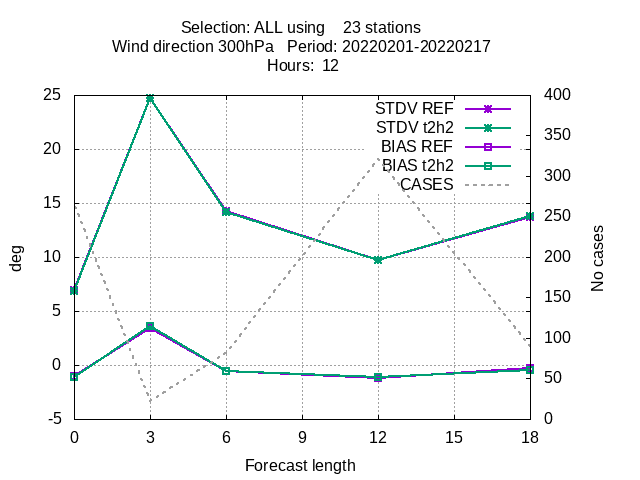 Selection: ALL using    23 stations
Wind direction 300hPa   Period: 20220201-20220217
Hours:  12
25
20
15
10
5
0
-5
deg
400
350
300
250
200
150
100
50
0
No cases
STDV REF
STDV t2h2
BIAS REF
BIAS t2h2
CASES
0
3
6
9
12
15
18
Forecast length